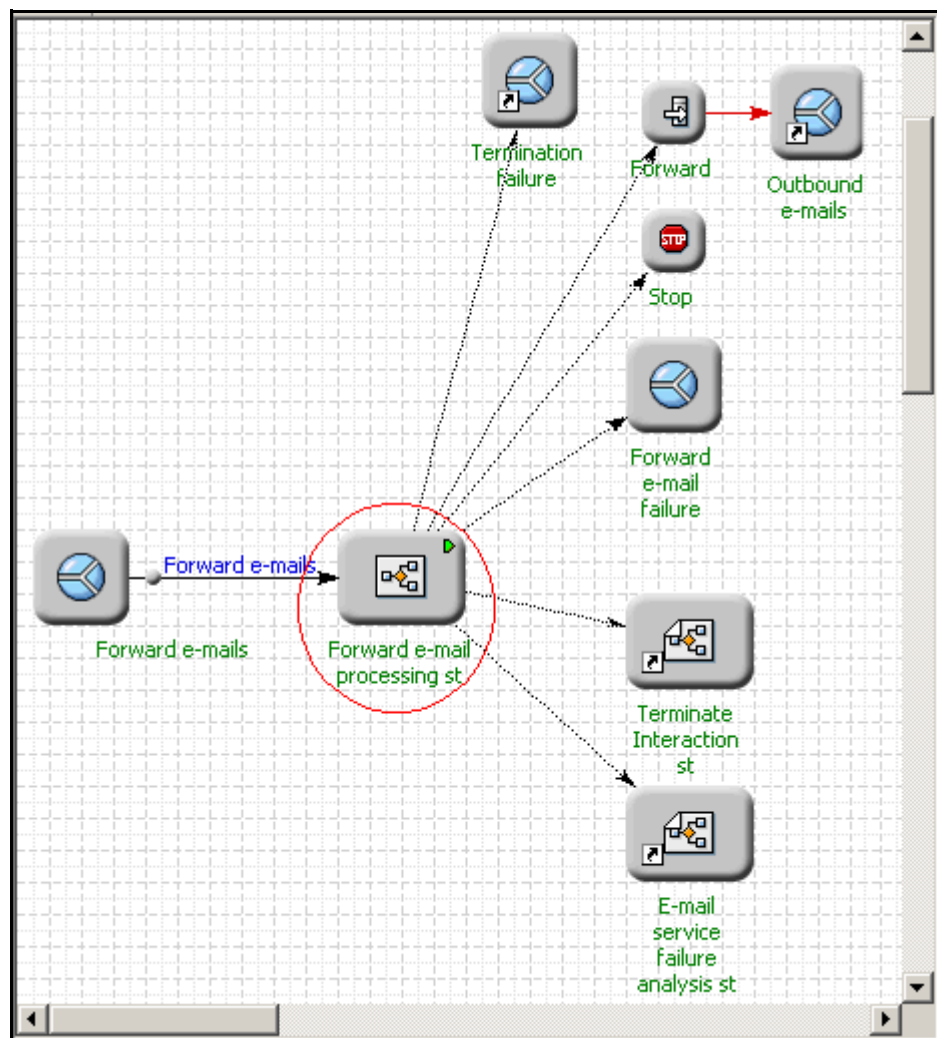 Termination
failure
Forward
Outbound
e-mails
STOP
Stop
Forward
e-mail
failure
Forward e-mails
Forward e-mails
Forward e-mail
processing st
Terminate
Interaction
st
E-mail
service
failure
analysis st